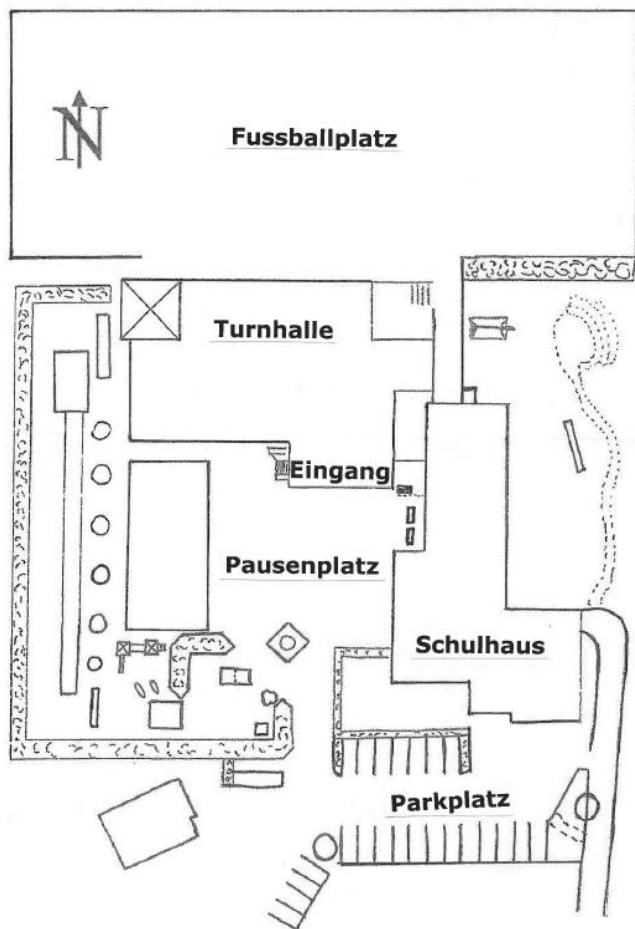 N
Fussballplatz
Turnhalle
Eingang
Pausenplatz
Schulhaus
Parkplatz